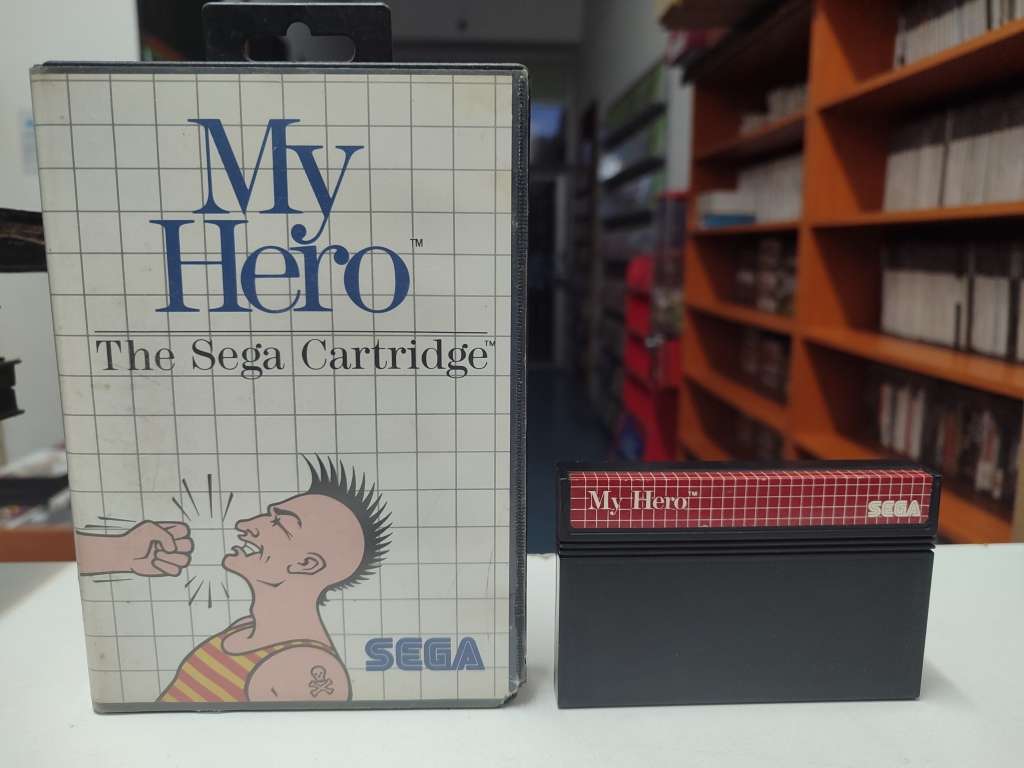 My
Hero™
The Sega Cartridge™
SEGA
My Hero™
SEGA